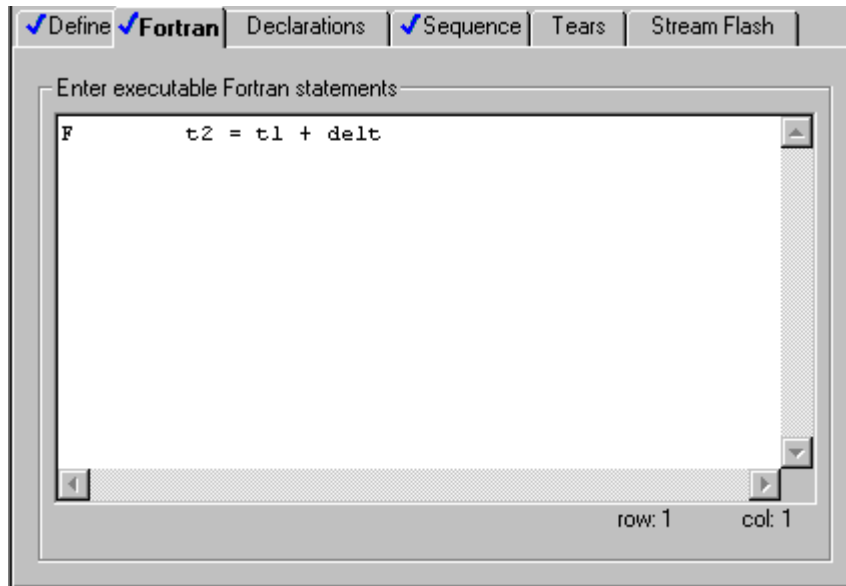 Define Fortran Declarations Sequence Tears Stream Flash
Enter executable Fortran statements
F t2 = t1 + delt
row: 1 col: 1